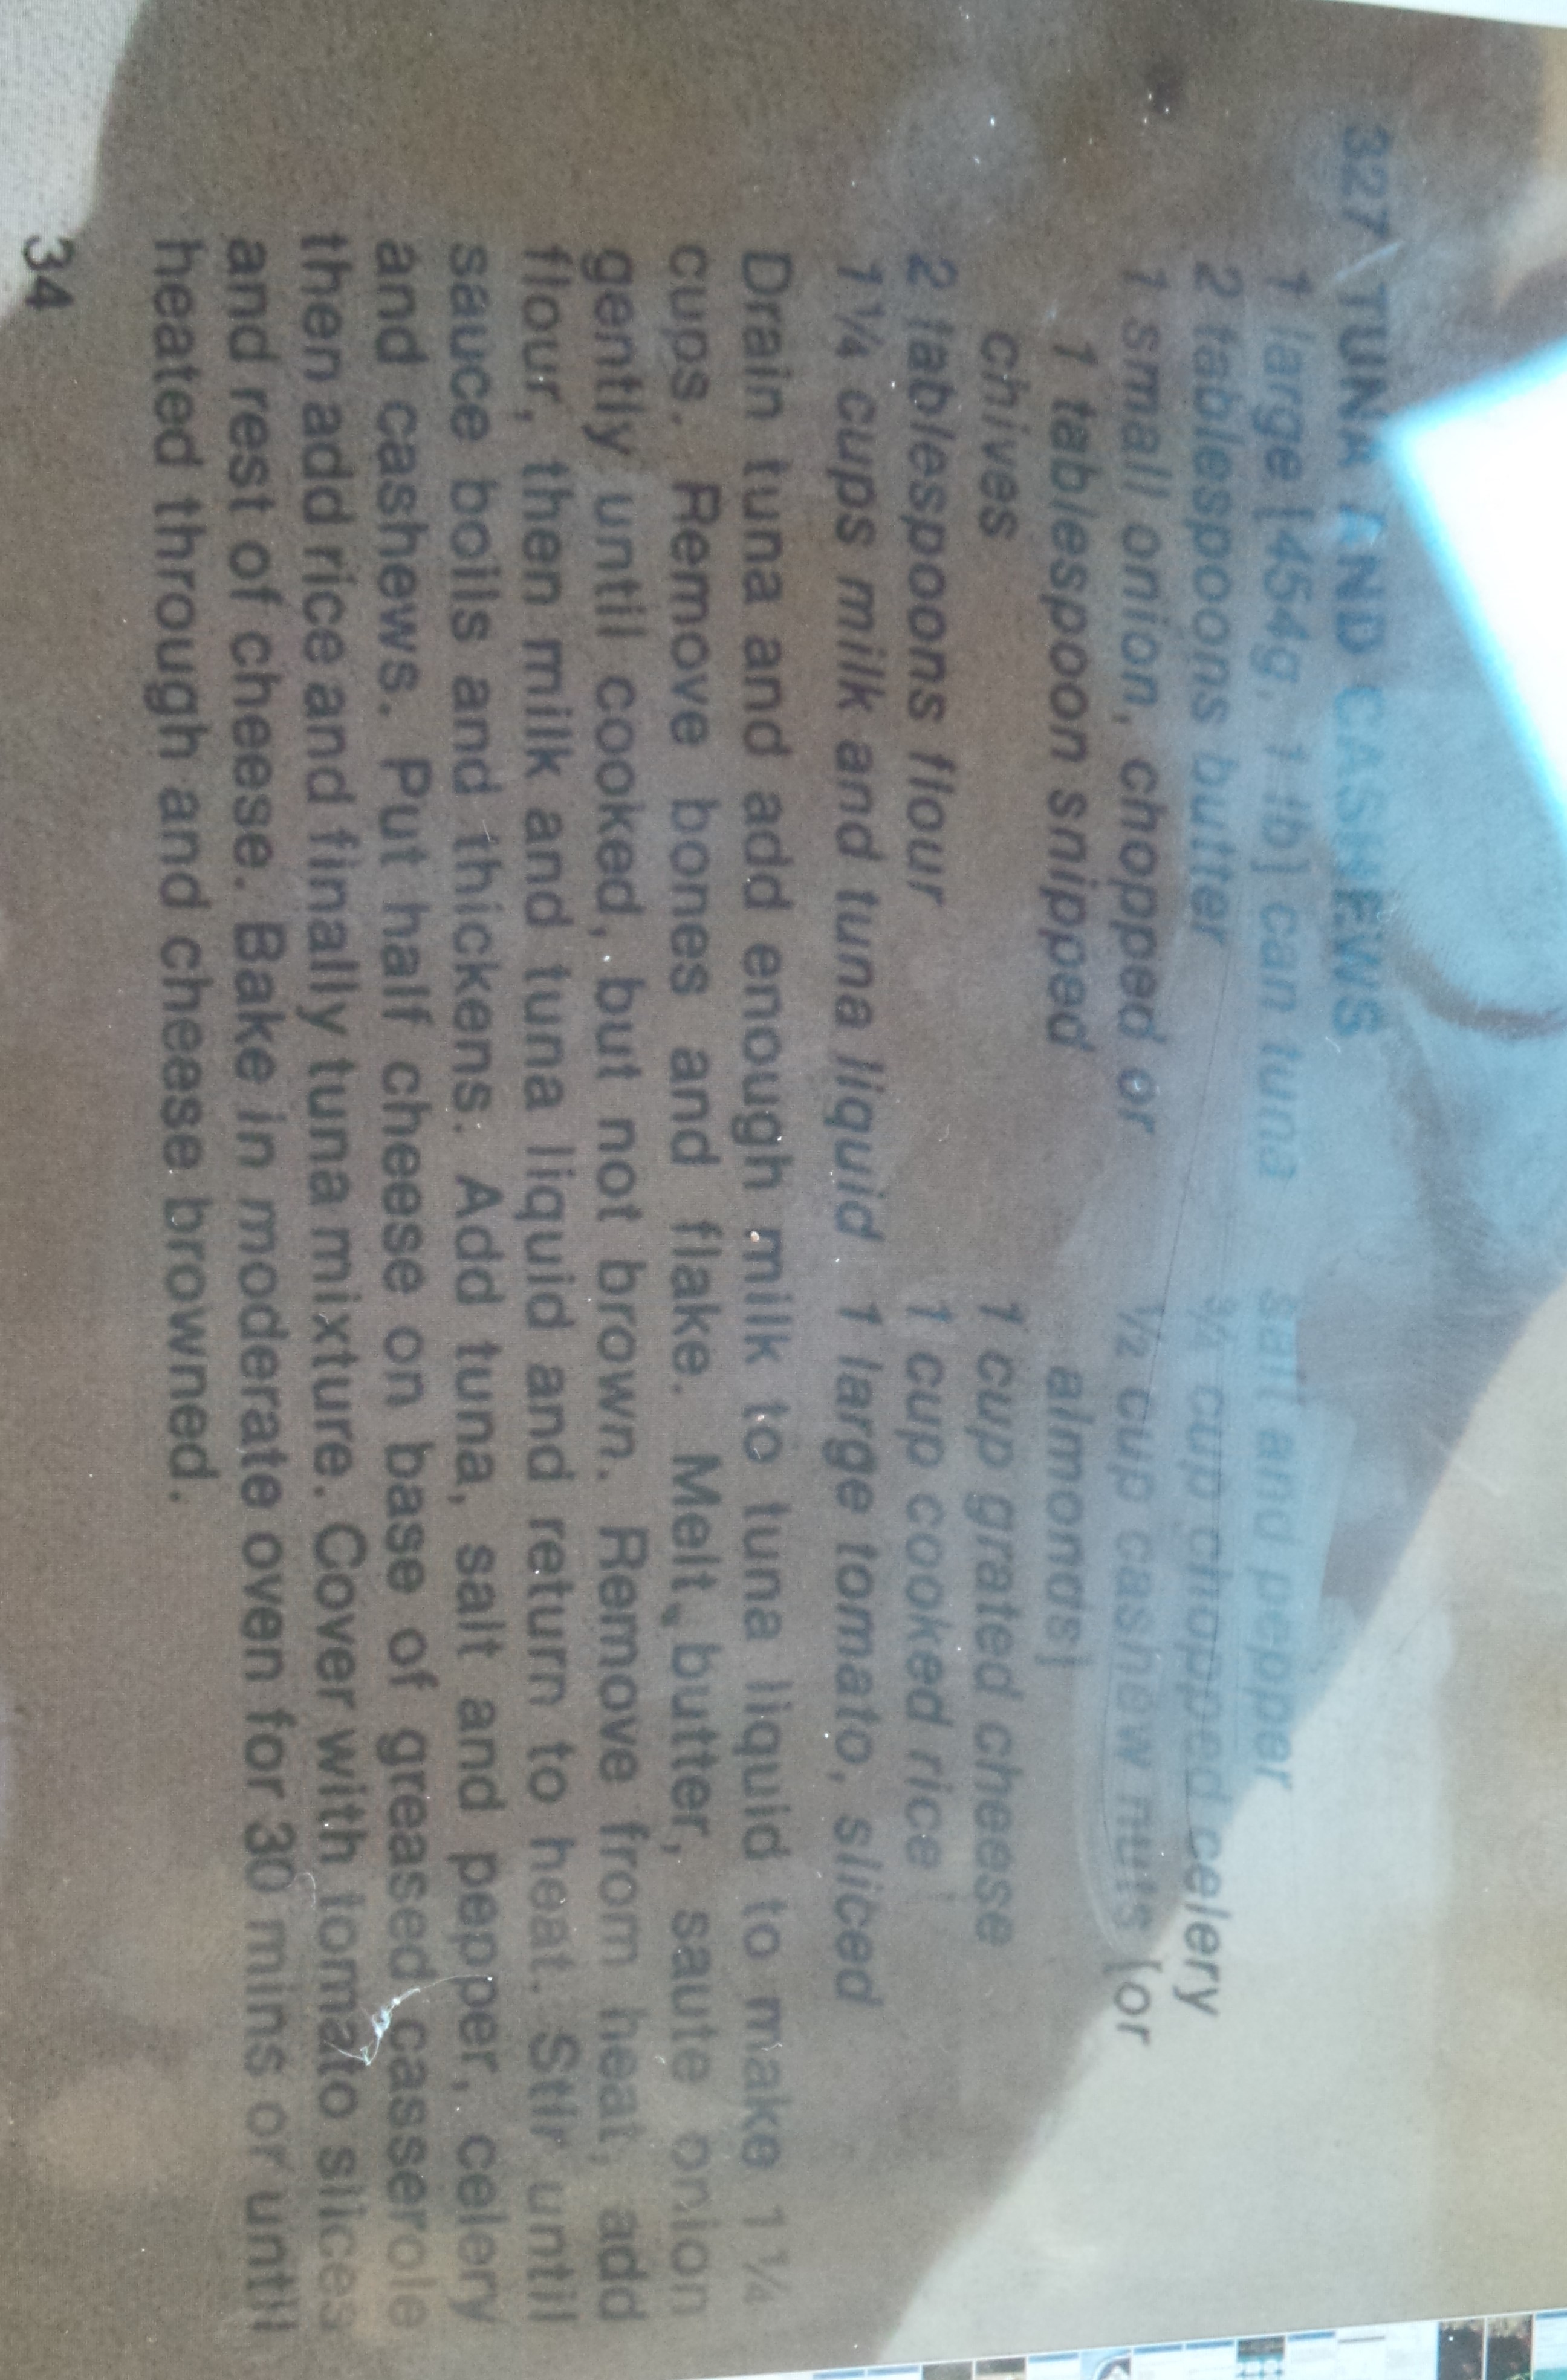 327 TUNA AND CASHEWS
1 large [454g, 1 lb] can tuna
2 tablespoons butter
1 small onion, chopped or
1 tablespoon snipped
chives
2 tablespoons flour
1¼ cups milk and tuna liquid
salt and pepper
¾ cup chopped celery
½ cup cashew nuts [or
almonds]
1 cup grated cheese
1 cup cooked rice
1 large tomato, sliced
Drain tuna and add enough milk to tuna liquid to make 1¼
cups. Remove bones and flake. Melt butter, saute onion
gently until cooked, but not brown. Remove from heat, add
flour, then milk and tuna liquid and return to heat. Stir until
sauce boils and thickens. Add tuna, salt and pepper, celery
and cashews. Put half cheese on base of greased casserole
then add rice and finally tuna mixture. Cover with tomato slices
and rest of cheese. Bake in moderate oven for 30 mins or until
heated through and cheese browned.
34